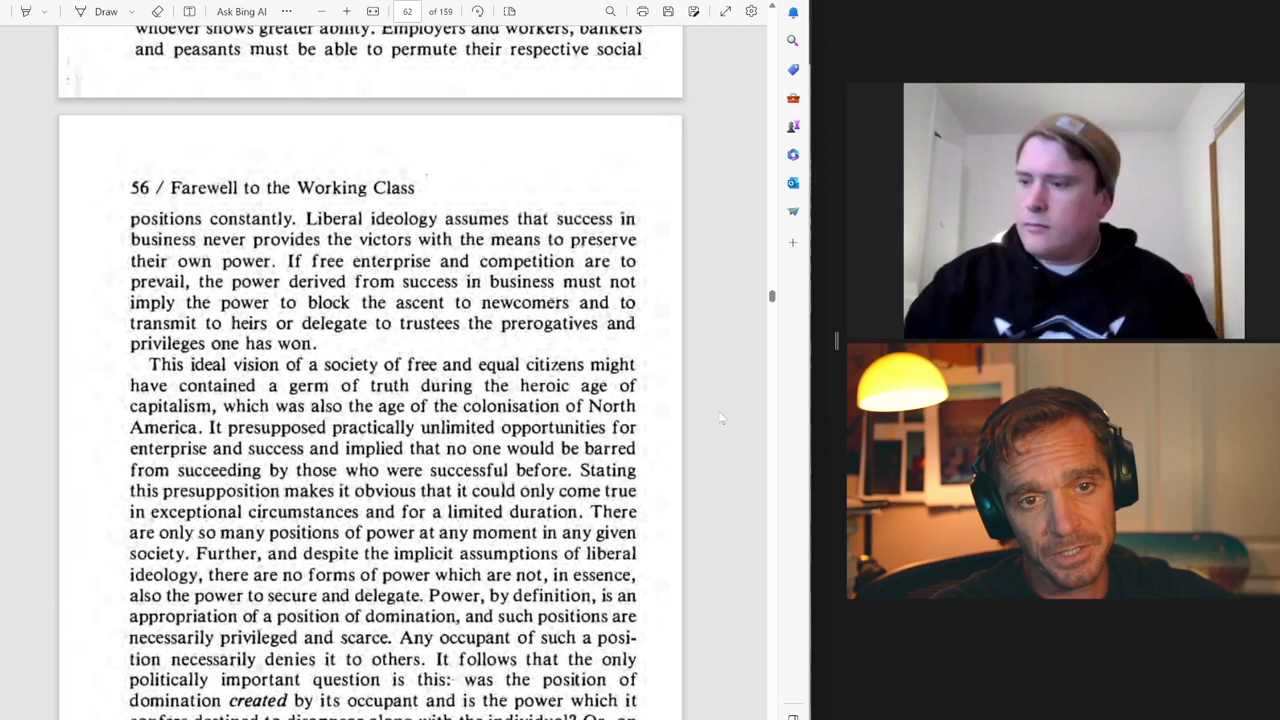 Draw
Ask Bing AI
62 of 159
whoever shows greater ability. Employers and workers, bankers
and peasants must be able to permute their respective social
56 / Farewell to the Working Class
positions constantly. Liberal ideology assumes that success in
business never provides the victors with the means to preserve
their own power. If free enterprise and competition are to
prevail, the power derived from success in business must not
imply the power to block the ascent to newcomers and to
transmit to heirs or delegate to trustees the prerogatives and
privileges one has won.
This ideal vision of a society of free and equal citizens might
have contained a germ of truth during the heroic age of
capitalism, which was also the age of the colonisation of North
America. It presupposed practically unlimited opportunities for
enterprise and success and implied that no one would be barred
from succeeding by those who were successful before. Stating
this presupposition makes it obvious that it could only come true
in exceptional circumstances and for a limited duration. There
are only so many positions of power at any moment in any given
society. Further, and despite the implicit assumptions of liberal
ideology, there are no forms of power which are not, in essence,
also the power to secure and delegate. Power, by definition, is an
appropriation of a position of domination, and such positions are
necessarily privileged and scarce. Any occupant of such a posi-
tion necessarily denies it to others. It follows that the only
politically important question is this: was the position of
domination created by its occupant and is the power which it
confers destined to disappear along with the individual? Or, on